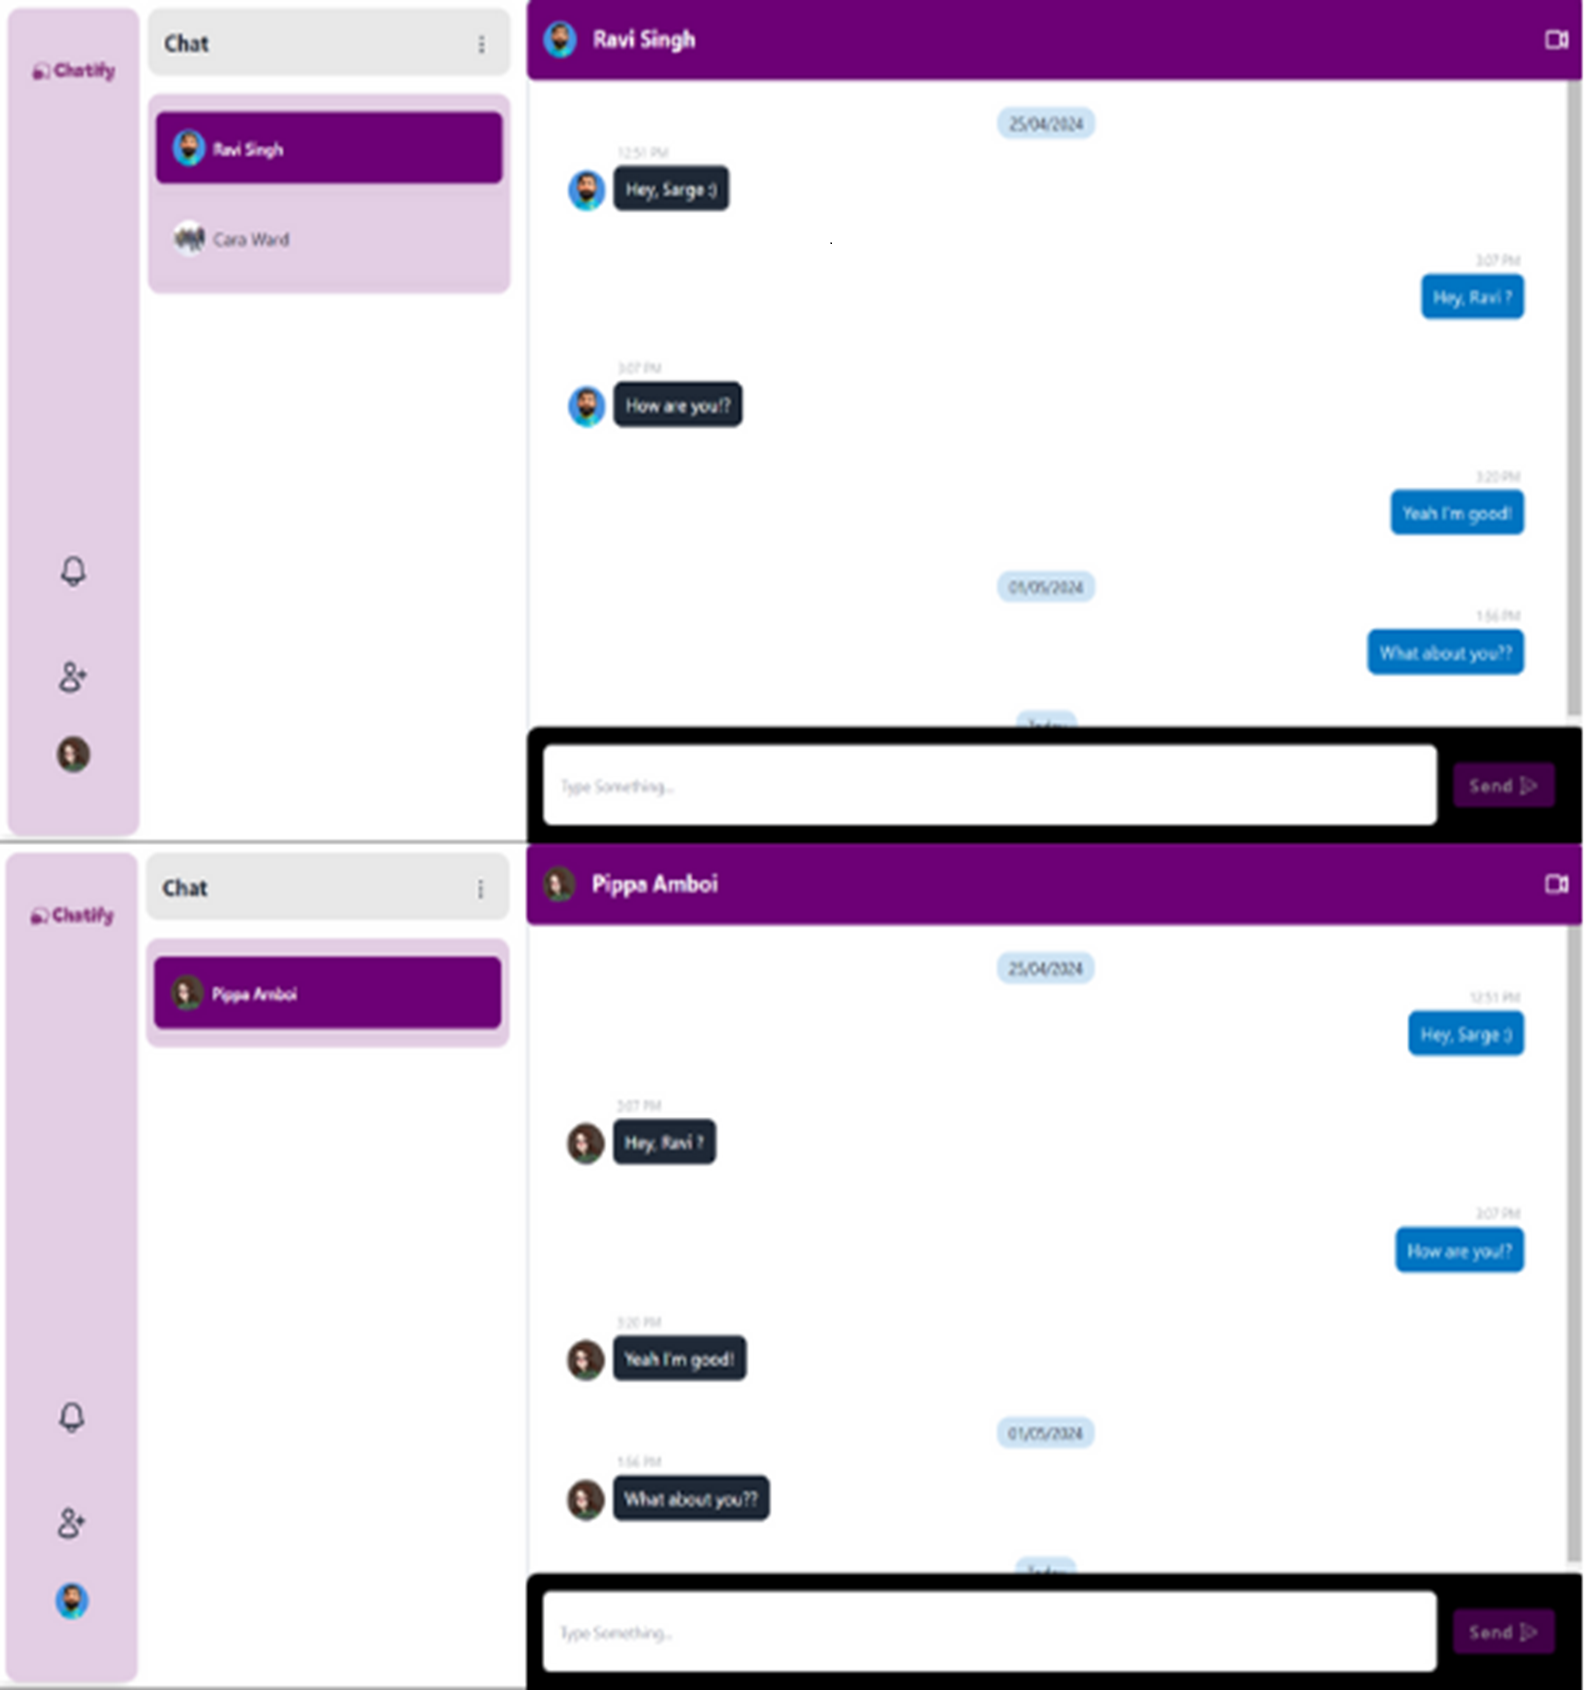 Chatify
Chat
Ravi Singh
Cara Ward
Ravi Singh
25/04/2024
12:51 PM
Hey, Sarge :)
3:07 PM
Hey, Ravi ?
3:07 PM
How are you!?
3:20 PM
Yeah I'm good!
01/05/2024
1:56 PM
What about you??
Today
Type Something...
Send
Chatify
Chat
Pippa Amboi
Pippa Amboi
25/04/2024
12:51 PM
Hey, Sarge :)
3:07 PM
Hey, Ravi ?
3:07 PM
How are you!?
3:20 PM
Yeah I'm good!
01/05/2024
1:56 PM
What about you??
Today
Type Something...
Send